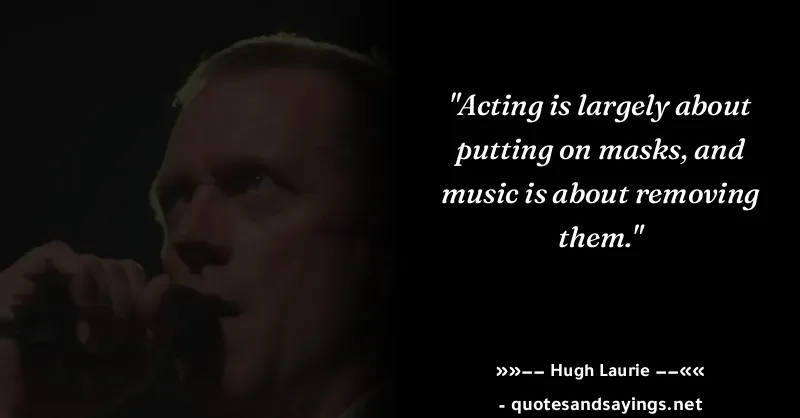 "Acting is largely about
putting on masks, and
music is about removing
them."
»»–– Hugh Laurie ––««
- quotesandsayings.net